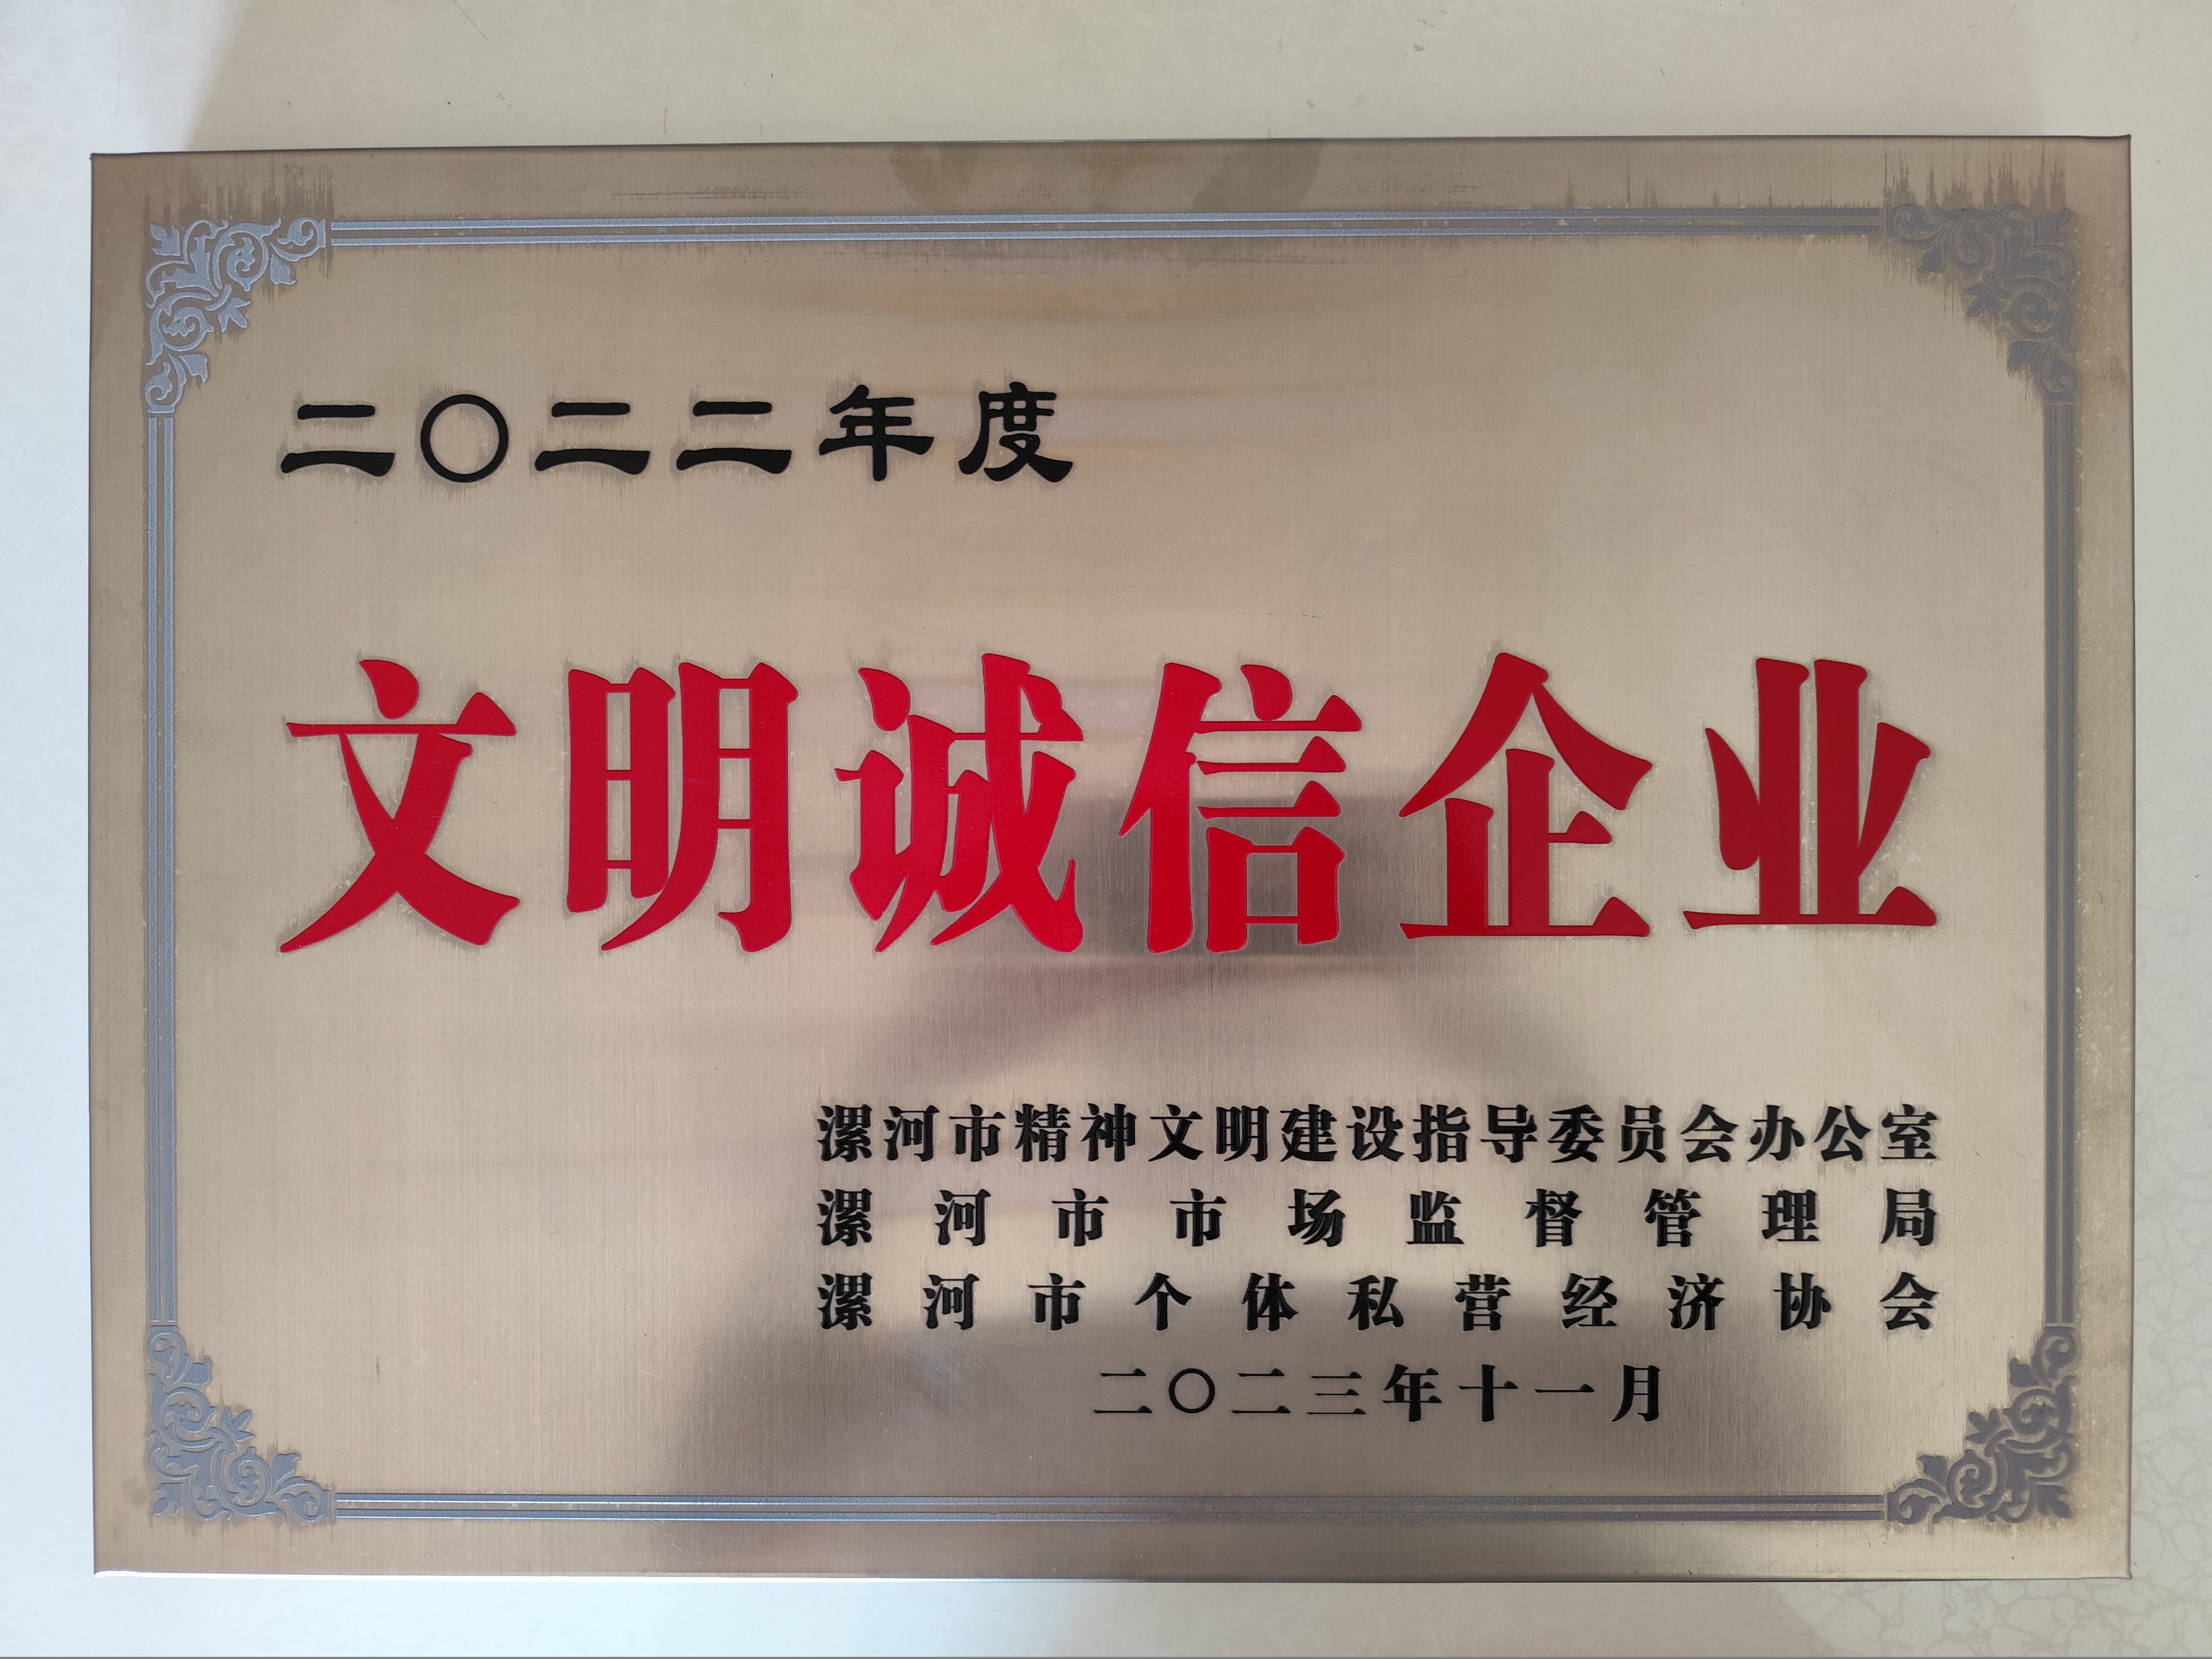 二〇二二年度
文明诚信企业
漯河市精神文明建设指导委员会办公室
漯河市市场监督管理局
漯河市个体私营经济协会
二〇二三年十一月